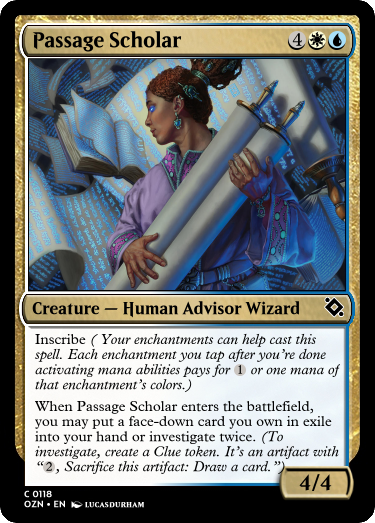 Passage Scholar 4
Creature — Human Advisor Wizard
Inscribe ( Your enchantments can help cast this
spell. Each enchantment you tap after you're done
activating mana abilities pays for 1 or one mana of
that enchantment's colors.)
When Passage Scholar enters the battlefield,
you may put a face-down card you own in exile
into your hand or investigate twice. (To
investigate, create a Clue token. It's an artifact with
“2, Sacrifice this artifact: Draw a card.”)
4/4
C 0118
OZN • EN LUCASDURHAM